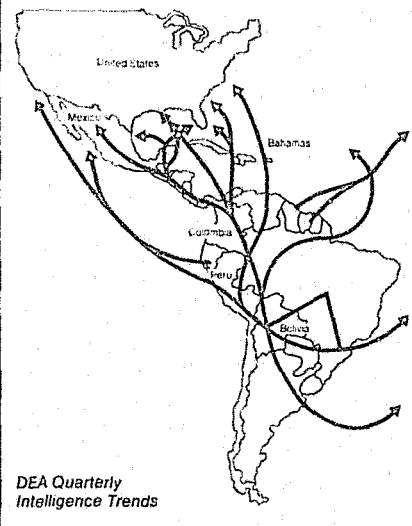 United States
Mexico
Bahamas
Colombia
Peru
Bolivia
DEA Quarterly
Intelligence Trends